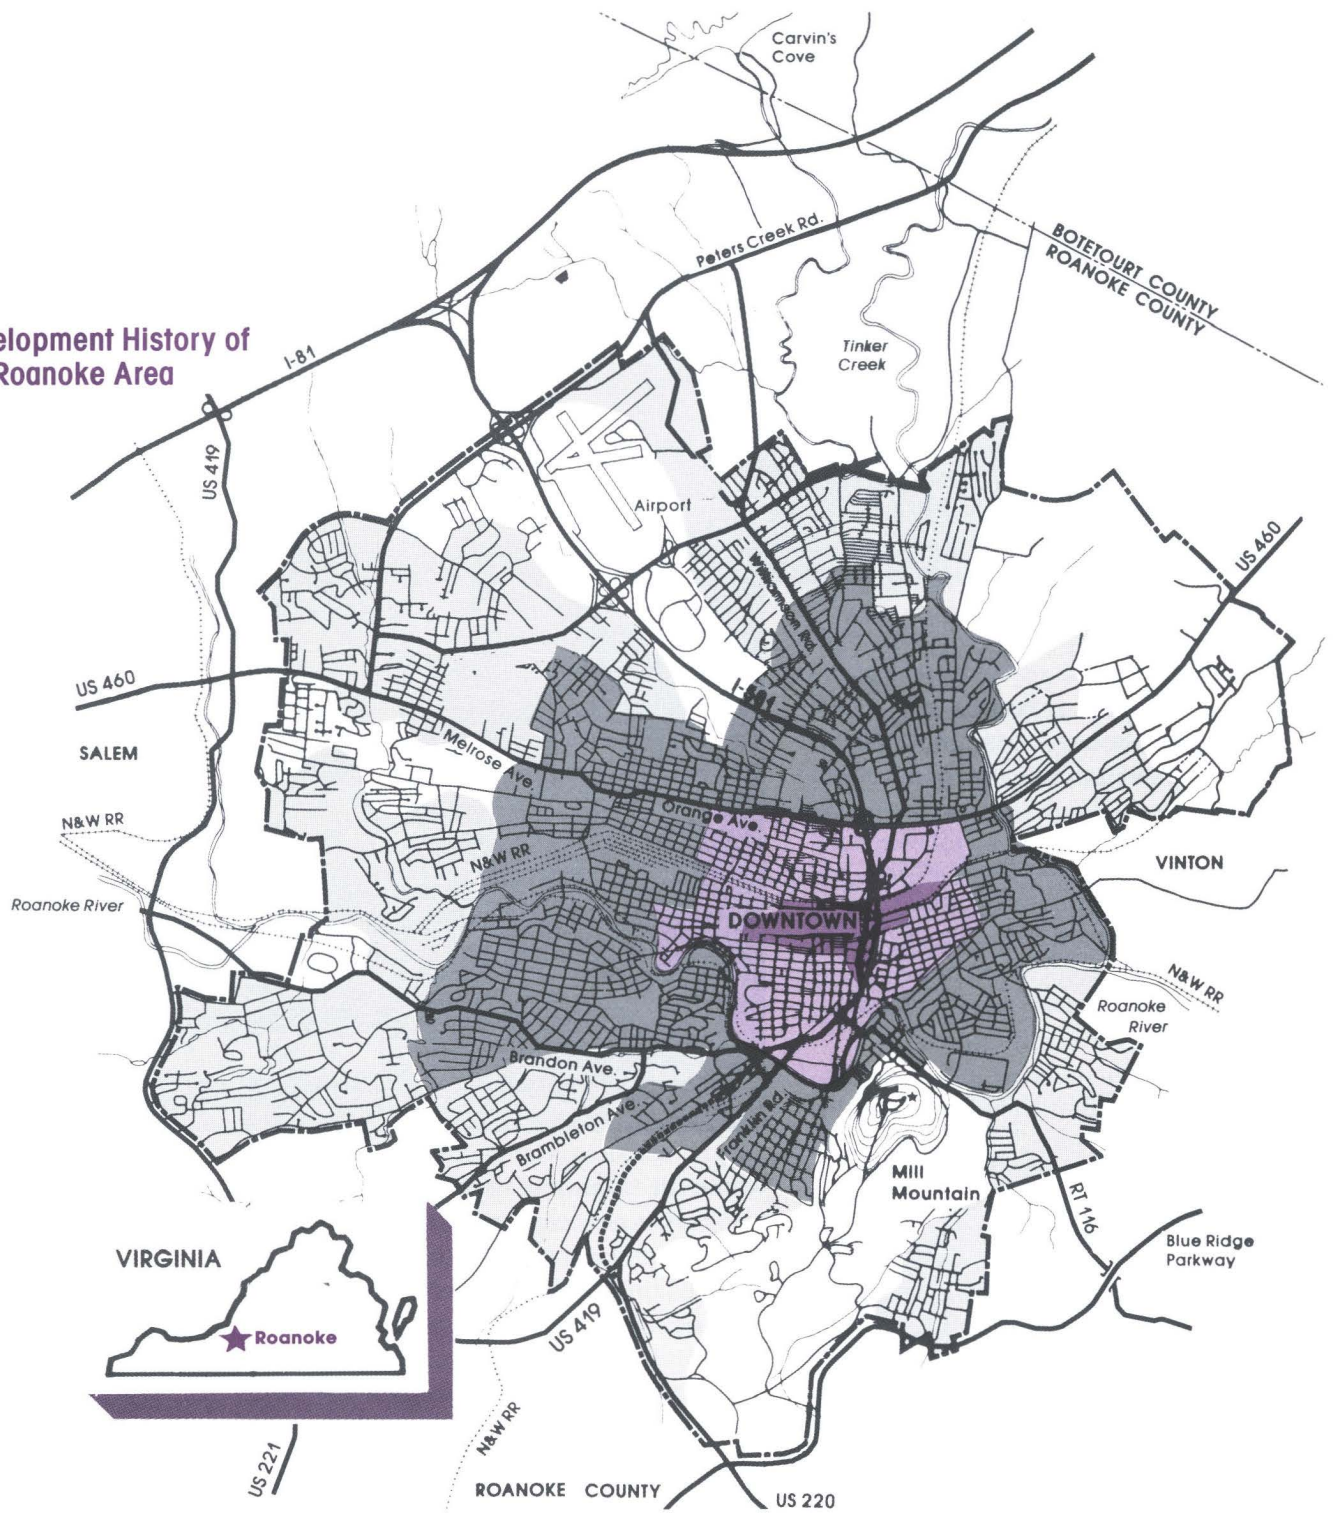 Carvin's
Cove
Peters Creek Rd.
BOTETOURT COUNTY
ROANOKE COUNTY
elopment History of
Roanoke Area
I-81
Tinker
Creek
US 419
Airport
US 460
Williamson Rd.
US 460
I-581
SALEM
Melrose Ave.
Orange Ave.
N&W RR
N&W RR
VINTON
Roanoke River
DOWNTOWN
N&W RR
Roanoke
River
Brandon Ave.
Brambleton Ave.
Franklin Rd.
Mill
Mountain
RT 116
Blue Ridge
Parkway
VIRGINIA
Roanoke
US 419
N&W RR
US 221
ROANOKE COUNTY
US 220